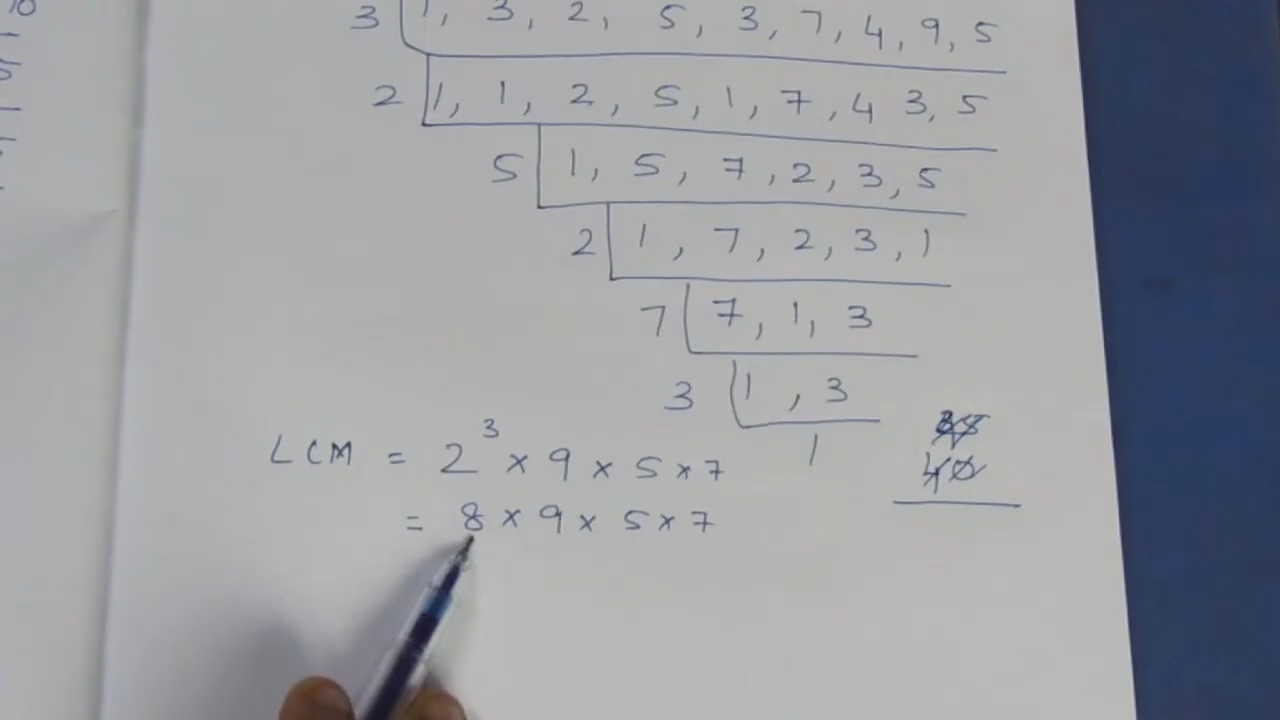 3 1, 3, 2, 5, 3, 7, 4, 9, 5
2 1, 1, 2, 5, 1, 7, 4 3, 5
5 1, 5, 7, 2, 3, 5
2 1, 7, 2, 3, 1
7 7, 1, 3
3 1, 3
1
LCM = 2³ × 9 × 5 × 7
= 8 × 9 × 5 × 7